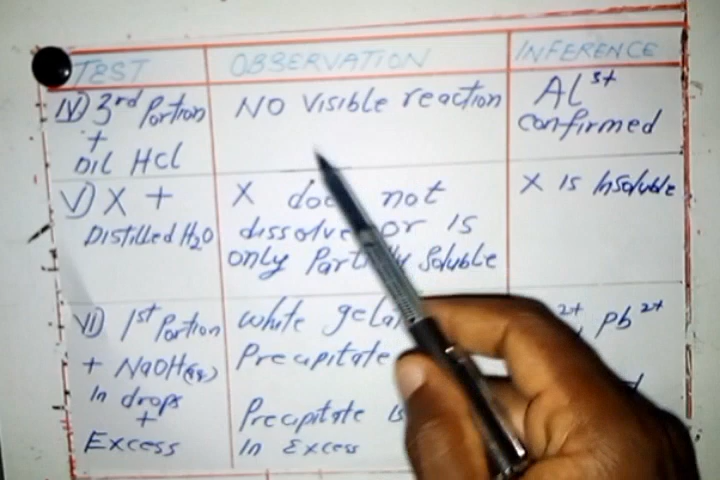 TEST OBSERVATION INFERENCE
IV) 3rd Portion
+
DIL HCl
NO Visible reaction
Al3+
confirmed
V) X +
Distilled H2O
X does not
dissolve or is
only Partially Soluble
X is Insoluble
VI) 1st Portion
+ NaOH(aq)
In drops
+
Excess
White
Precipitate
Precipitate is
In Excess
2+, Pb2+